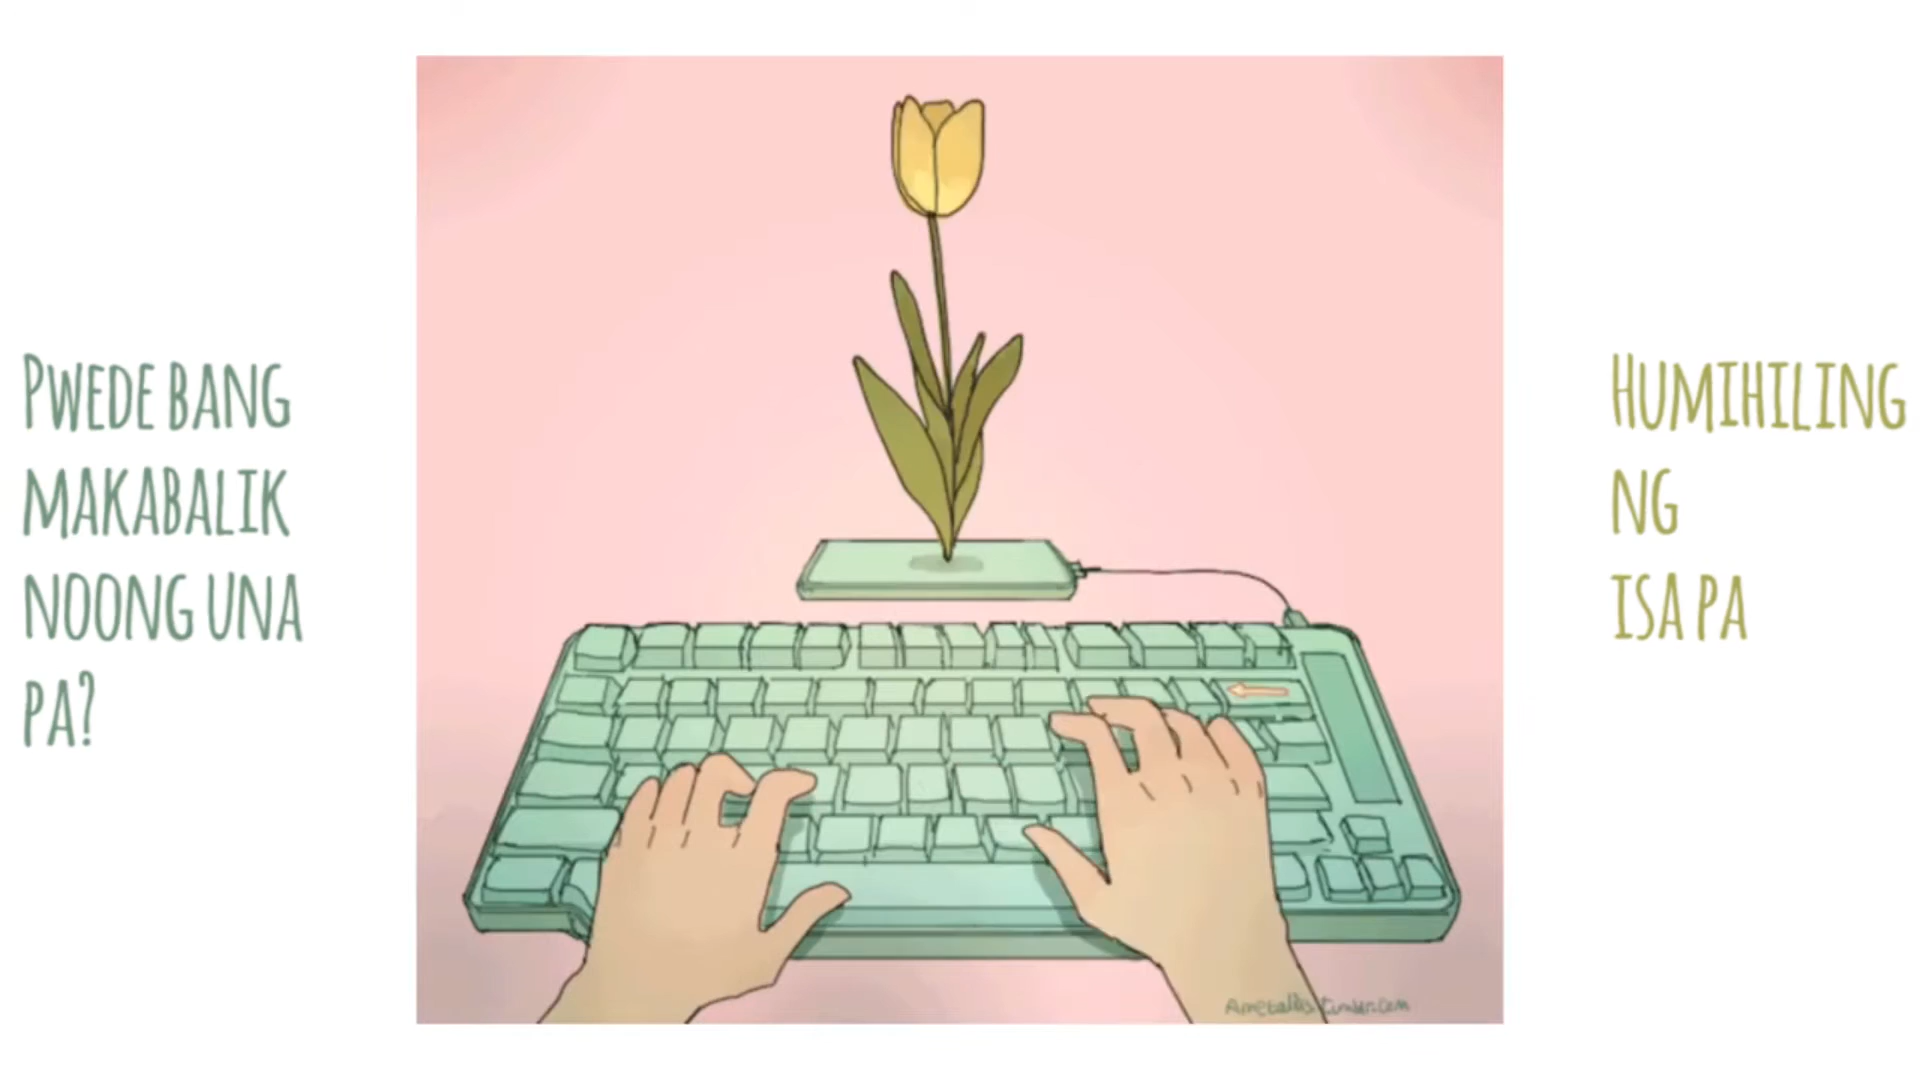 Pwede bang
makabalik
noong una
pa?
Humihiling
ng
isa pa